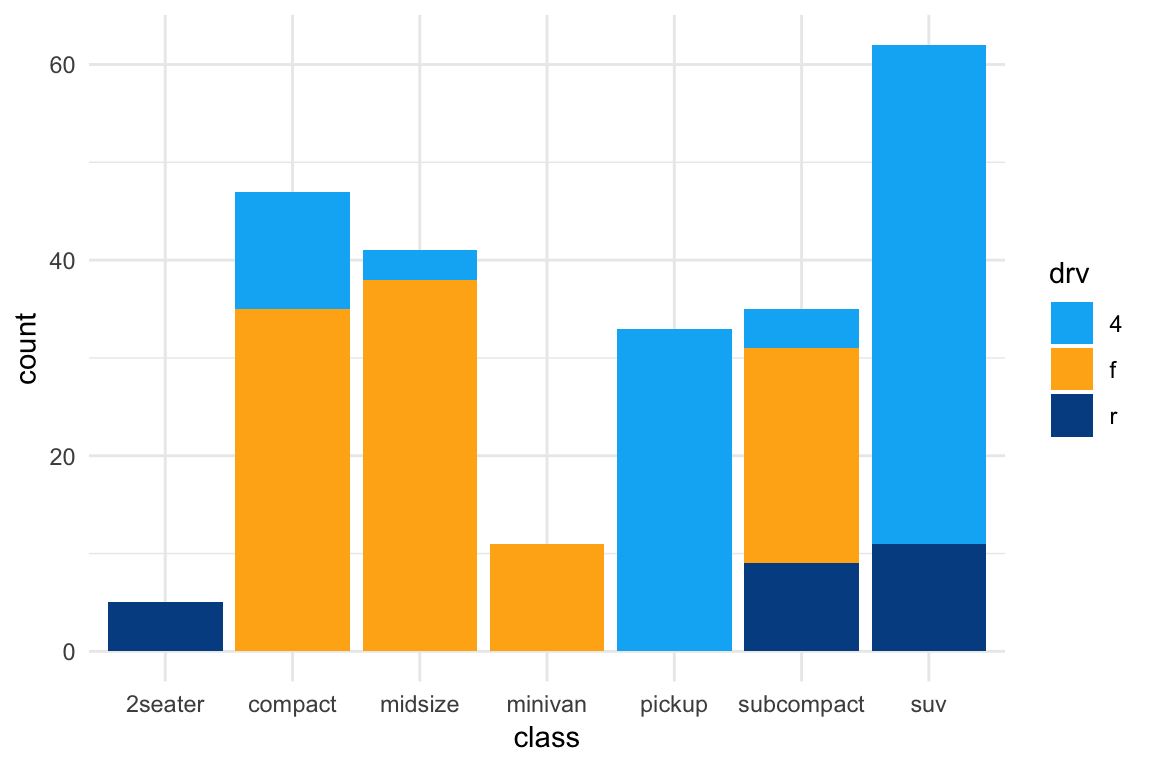 60
40
20
0
count
2seater compact midsize minivan pickup subcompact suv
class
drv
4
f
r